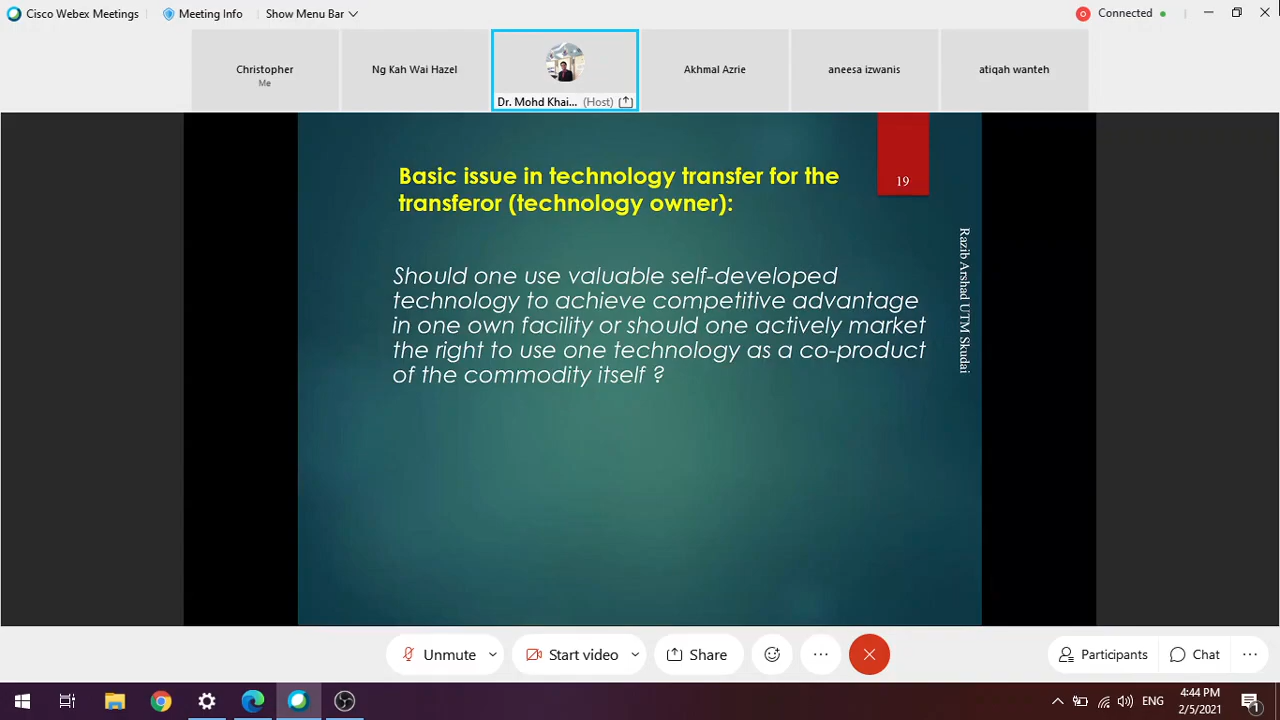 Cisco Webex Meetings
Meeting Info
Show Menu Bar
Connected
Christopher
Me
Ng Kah Wai Hazel
Dr. Mohd Khai... (Host)
Akhmal Azrie
aneesa izwanis
atiqah wanteh
Basic issue in technology transfer for the
transferor (technology owner):
19
Should one use valuable self-developed
technology to achieve competitive advantage
in one own facility or should one actively market
the right to use one technology as a co-product
of the commodity itself ?
Razib Arshad UTM Skudai
Unmute
Start video
Share
Participants
Chat
ENG
4:44 PM
2/5/2021
1